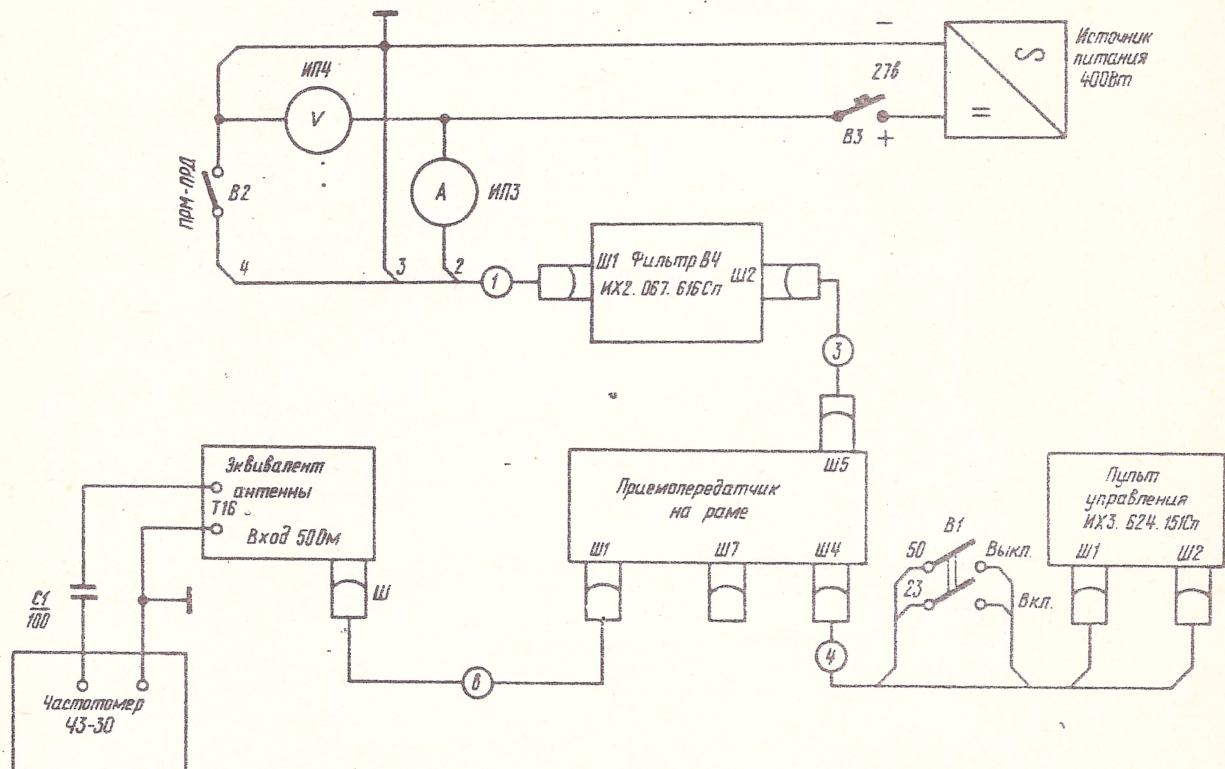 Источник
питания
400Вт
–
S
=
27в
В3
+
ИП4
V
А
ИП3
ПРМ-ПРД
В2
4
3
2
1
Ш1 Фильтр ВЧ
ИХ2. 067. 616Сп
Ш2
3
Эквивалент
антенны
Т16
Вход 50Ом
Ш
Приемопередатчик
на раме
Ш5
Ш1
Ш7
Ш4
Пульт
управления
ИХ3. 624. 151Сп
Ш1
Ш2
В1
50
Выкл.
23
Вкл.
С1
100
в
4
Частотомер
Ч3-30